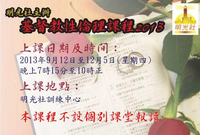 明光社主辦
基督教性倫理課程2013
明光社
上課日期及時間：
2013年9月12日至12月5日（星期四）
晚上7時15分至10時正
上課地點：
明光社訓練中心
本課程不設個別課堂報讀